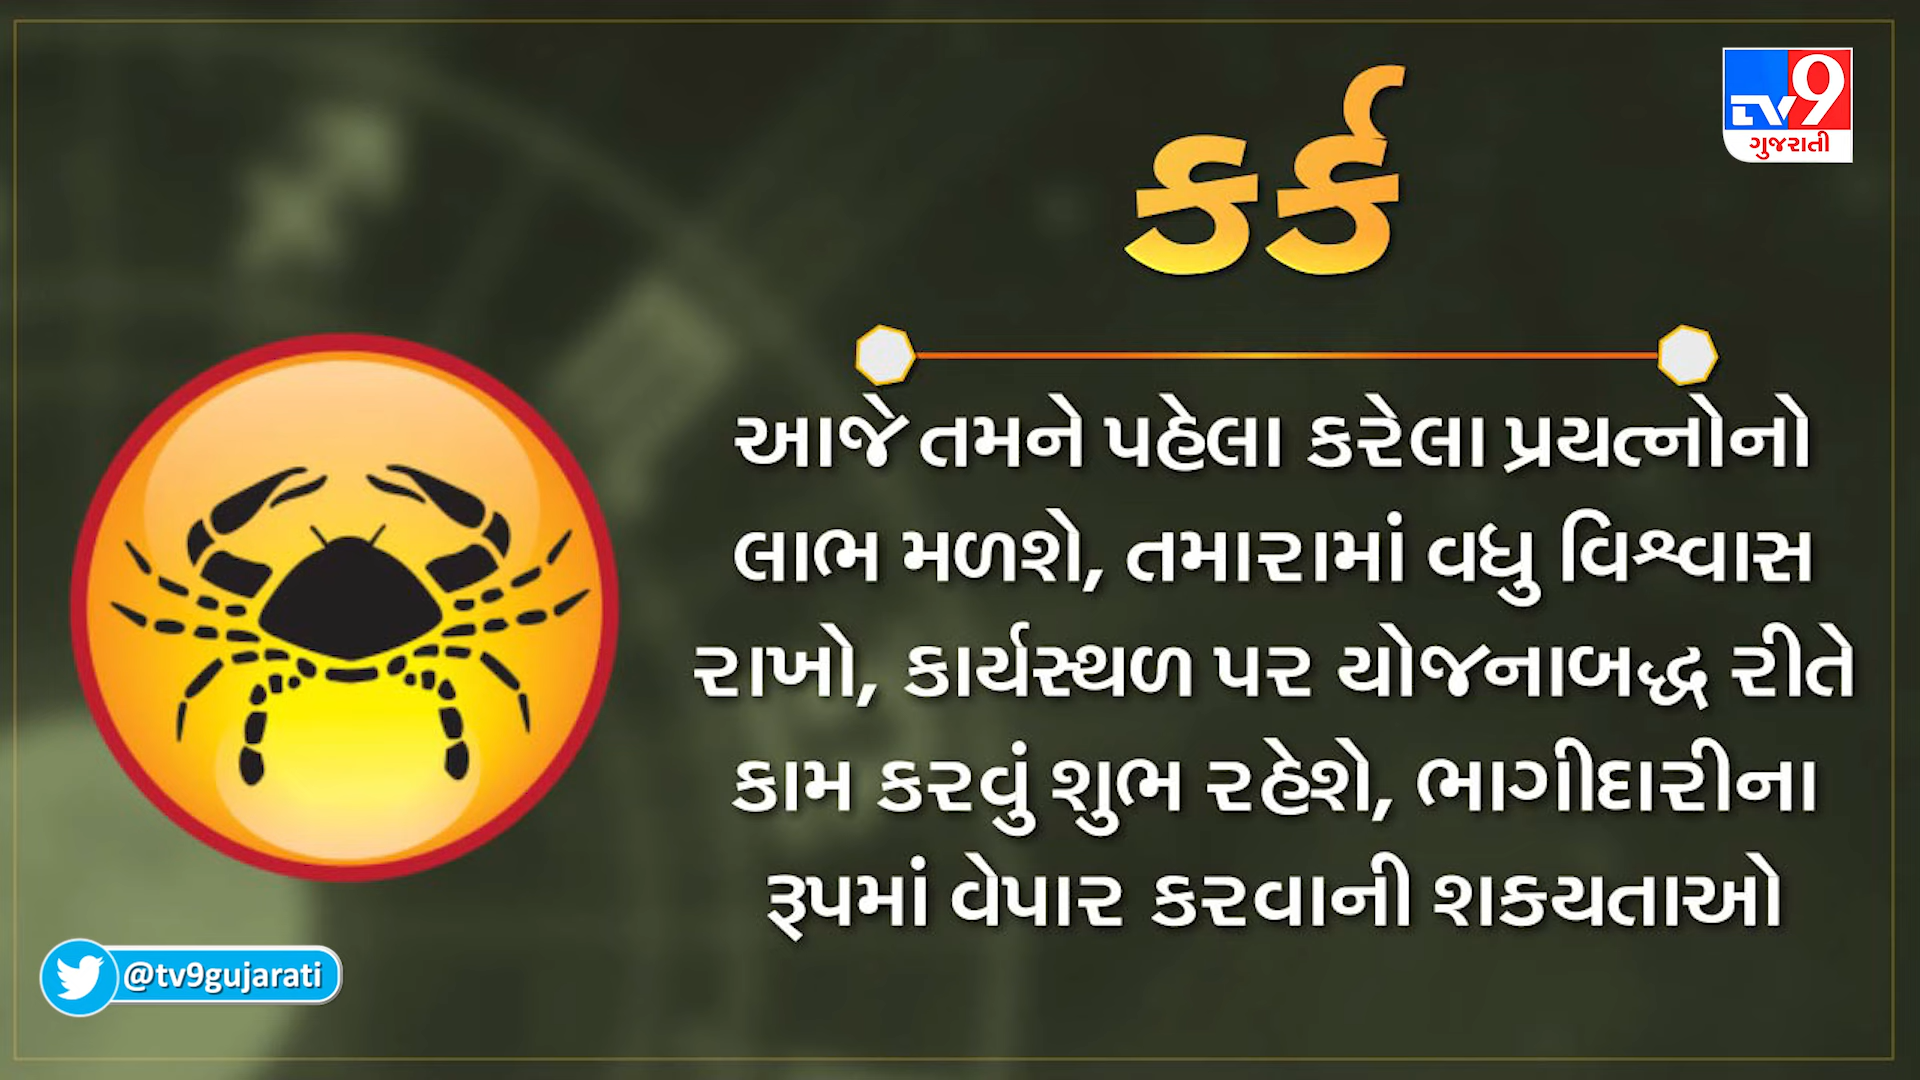 TV9
ગુજરાતી
કર્ક
આજે તમને પહેલા કરેલા પ્રયત્નોનો
લાભ મળશે, તમારામાં વધુ વિશ્વાસ
રાખો, કાર્યસ્થળ પર યોજનાબદ્ધ રીતે
કામ કરવું શુભ રહેશે, ભાગીદારીના
રૂપમાં વેપાર કરવાની શકયતાઓ
@tv9gujarati